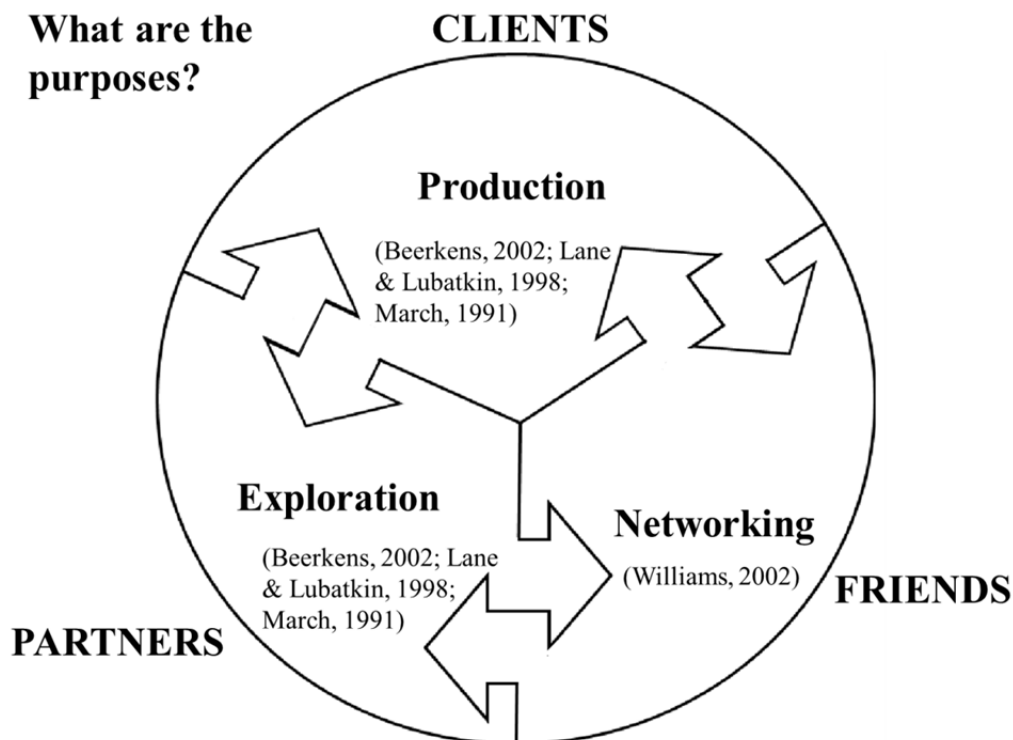 What are the
purposes?
CLIENTS
Production
(Beerkens, 2002; Lane
& Lubatkin, 1998;
March, 1991)
Exploration
(Beerkens, 2002; Lane
& Lubatkin, 1998;
March, 1991)
Networking
(Williams, 2002)
FRIENDS
PARTNERS